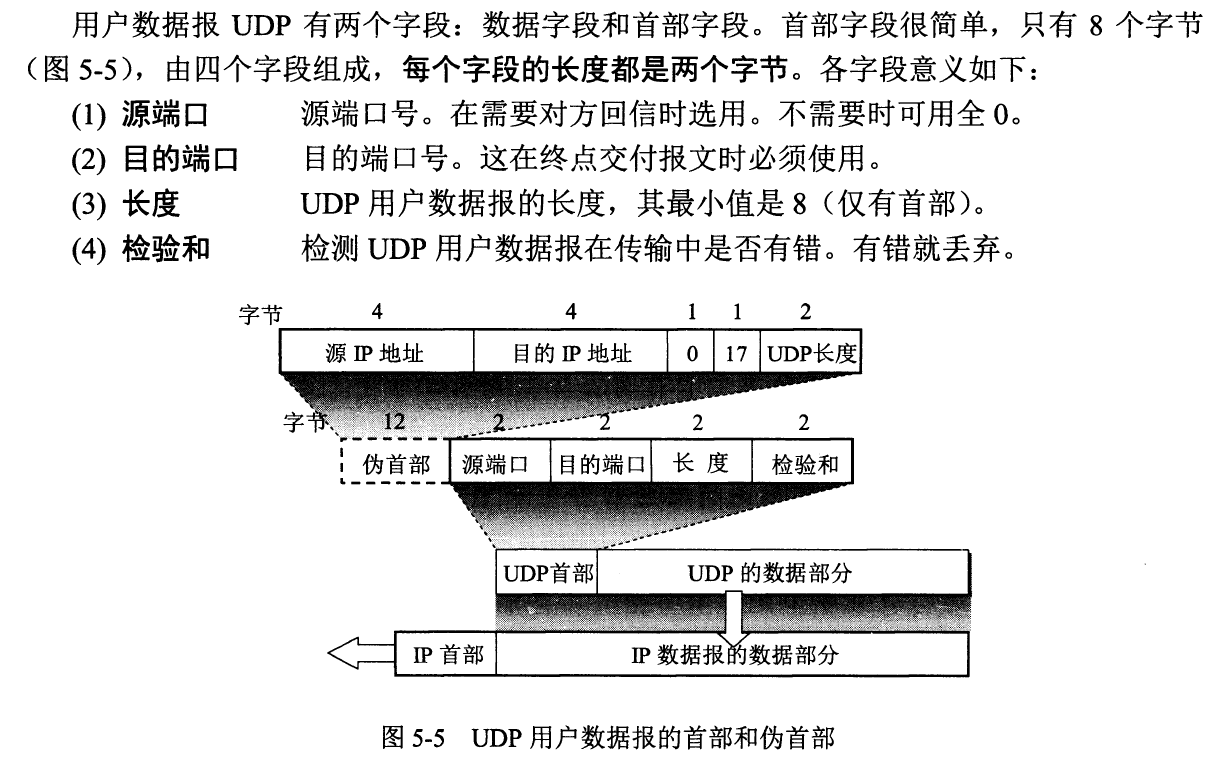 用户数据报 UDP 有两个字段：数据字段和首部字段。首部字段很简单，只有 8 个字节
（图 5-5），由四个字段组成，每个字段的长度都是两个字节。各字段意义如下：
(1) 源端口 源端口号。在需要对方回信时选用。不需要时可用全 0。
(2) 目的端口 目的端口号。这在终点交付报文时必须使用。
(3) 长度 UDP 用户数据报的长度，其最小值是 8（仅有首部）。
(4) 检验和 检测 UDP 用户数据报在传输中是否有错。有错就丢弃。
字节 4 4 1 1 2
源 IP 地址 目的 IP 地址 0 17 UDP长度
字节 12 2 2 2 2
伪首部 源端口 目的端口 长 度 检验和
UDP首部 UDP 的数据部分
IP 首部 IP 数据报的数据部分
图 5-5 UDP 用户数据报的首部和伪首部